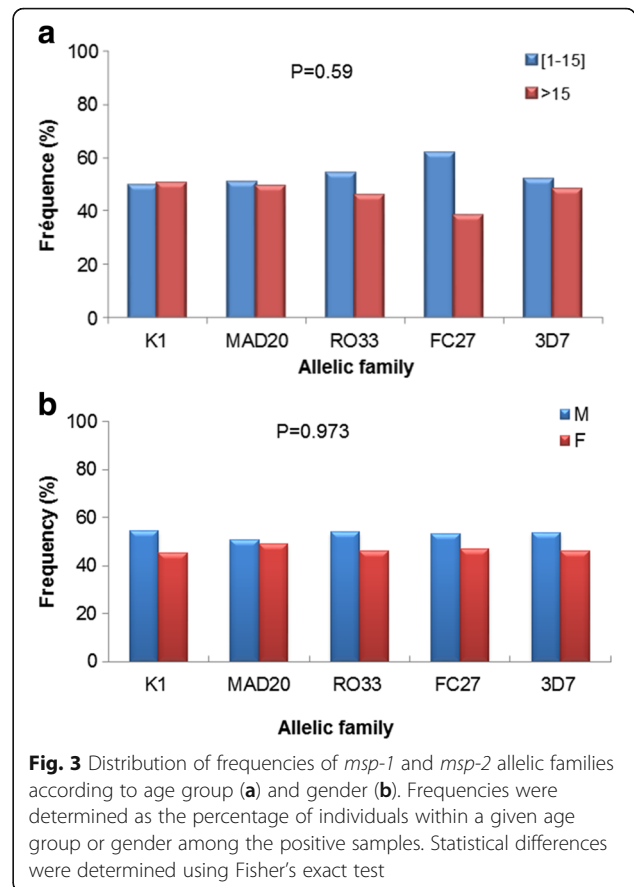 a
100
80
60
40
20
0
Fréquence (%)
P=0.59
[1-15]
>15
K1 MAD20 RO33 FC27 3D7
Allelic family
b
100
80
60
40
20
0
Frequency (%)
P=0.973
M
F
K1 MAD20 RO33 FC27 3D7
Allelic family
Fig. 3 Distribution of frequencies of msp-1 and msp-2 allelic families
according to age group (a) and gender (b). Frequencies were
determined as the percentage of individuals within a given age
group or gender among the positive samples. Statistical differences
were determined using Fisher's exact test